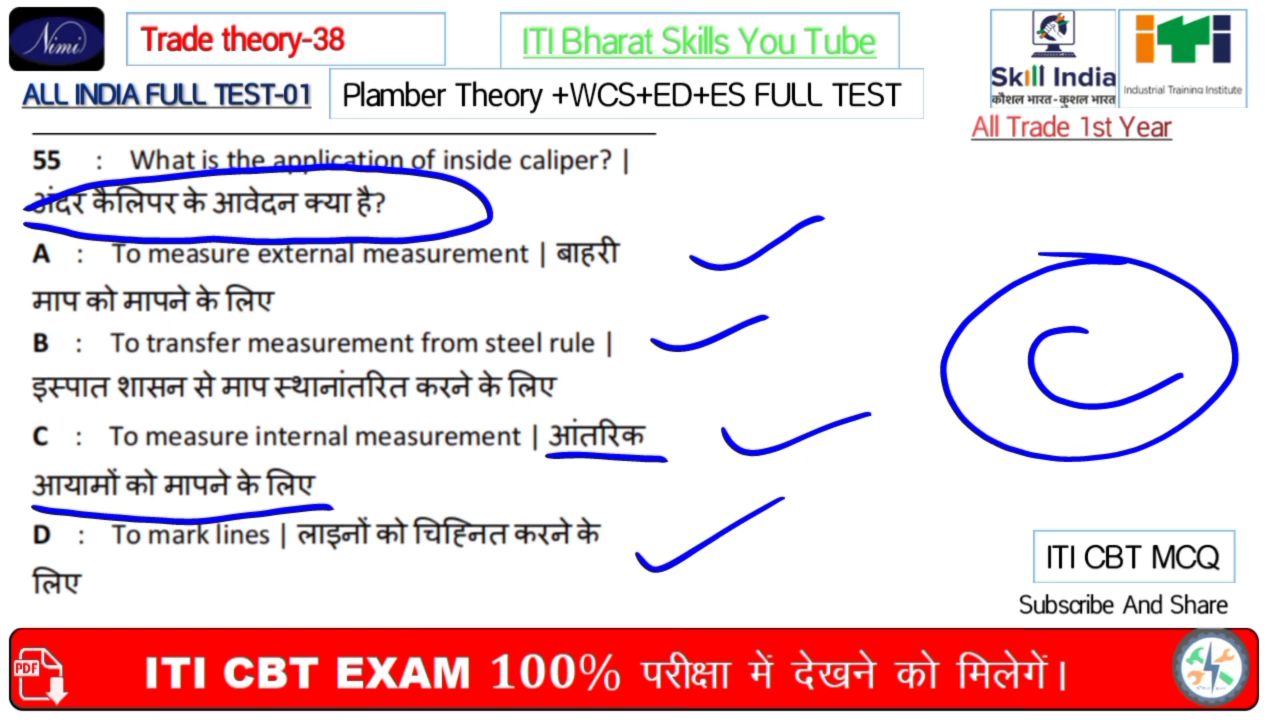 Nimi
Trade theory-38
ITI Bharat Skills You Tube
Skill India
कौशल भारत-कुशल भारत
iTi
Industrial Training Institute
ALL INDIA FULL TEST-01
Plamber Theory +WCS+ED+ES FULL TEST
All Trade 1st Year
55 : What is the application of inside caliper? |
अंदर कैलिपर के आवेदन क्या है?
A : To measure external measurement | बाहरी
माप को मापने के लिए
B : To transfer measurement from steel rule |
इस्पात शासन से माप स्थानांतरित करने के लिए
C : To measure internal measurement | आंतरिक
आयामों को मापने के लिए
D : To mark lines | लाइनों को चिह्नित करने के
लिए
C
ITI CBT MCQ
Subscribe And Share
PDF
ITI CBT EXAM 100% परीक्षा में देखने को मिलेगें।